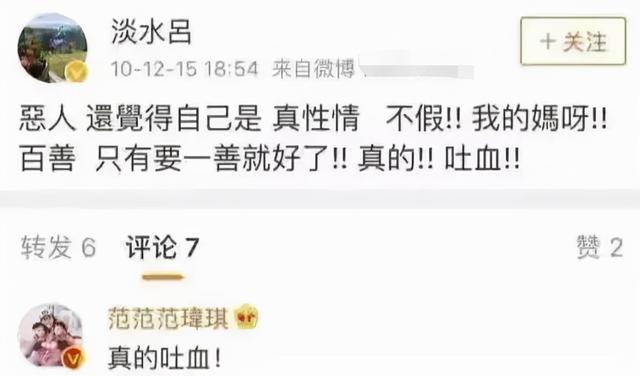 淡水呂
10-12-15 18:54 来自微博
+关注
惡人 還覺得自己是 真性情 不假!! 我的媽呀!!
百善 只有要一善就好了!! 真的!! 吐血!!
转发 6 评论 7 赞 2
范范范瑋琪
真的吐血!